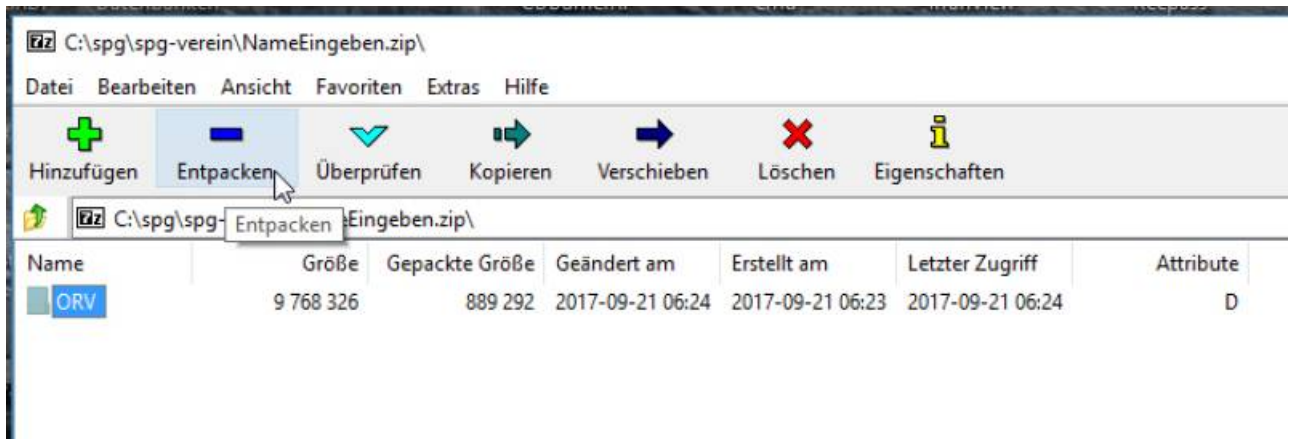 C:\spg\spg-verein\NameEingeben.zip\
Datei Bearbeiten Ansicht Favoriten Extras Hilfe
Hinzufügen Entpacken Überprüfen Kopieren Verschieben Löschen Eigenschaften
C:\spg\spg- Eingeben.zip\
Entpacken
Name Größe Gepackte Größe Geändert am Erstellt am Letzter Zugriff Attribute
ORV 9 768 326 889 292 2017-09-21 06:24 2017-09-21 06:23 2017-09-21 06:24 D